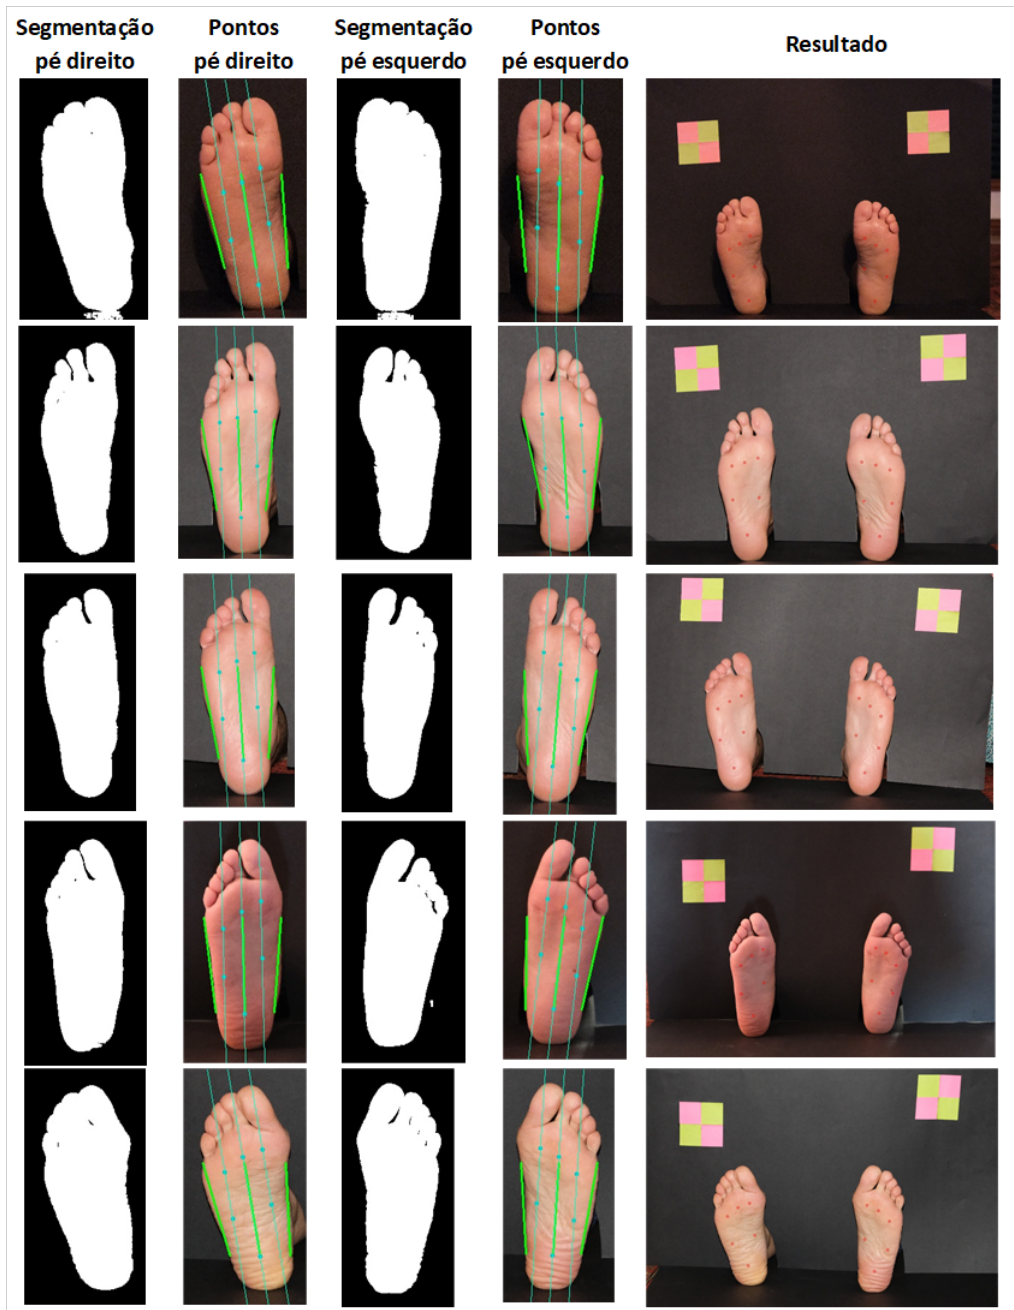 Segmentação
pé direito
Pontos
pé direito
Segmentação
pé esquerdo
Pontos
pé esquerdo
Resultado